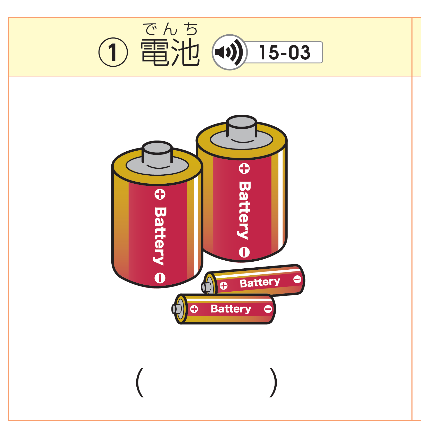 でんち
① 電池 15-03
Battery
Battery
Battery
Battery
(            )